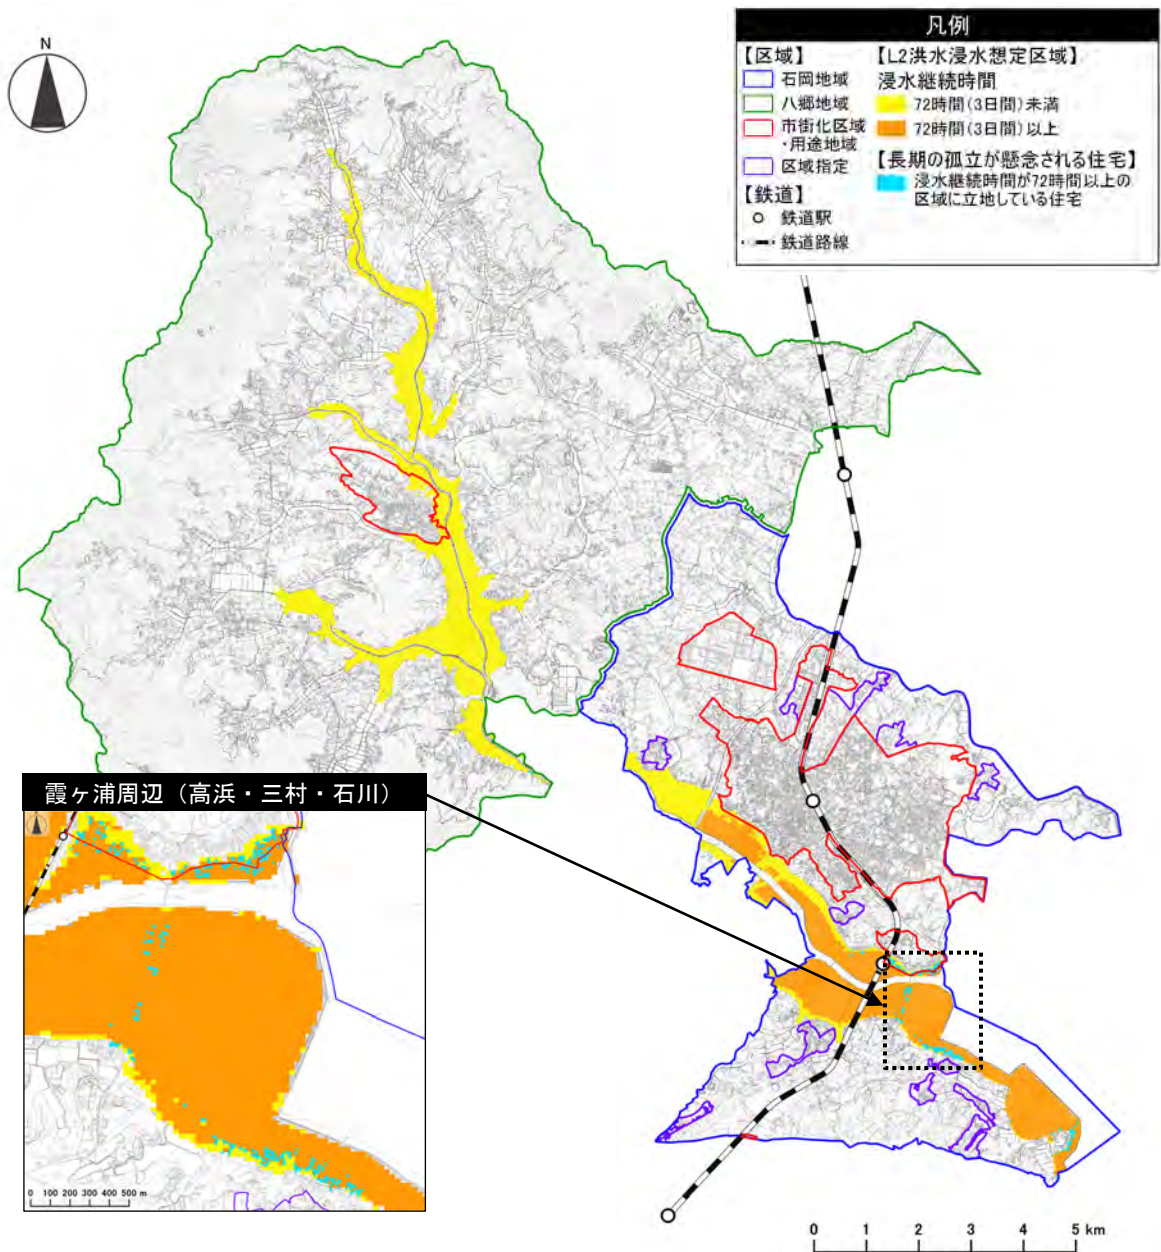 N
凡例
【区域】
石岡地域
八郷地域
市街化区域
・用途地域
区域指定
【鉄道】
鉄道駅
鉄道路線
【L2洪水浸水想定区域】
浸水継続時間
72時間(3日間)未満
72時間(3日間)以上
【長期の孤立が懸念される住宅】
浸水継続時間が72時間以上の
区域に立地している住宅
霞ヶ浦周辺（高浜・三村・石川）
0 100 200 300 400 500 m
0 1 2 3 4 5 km